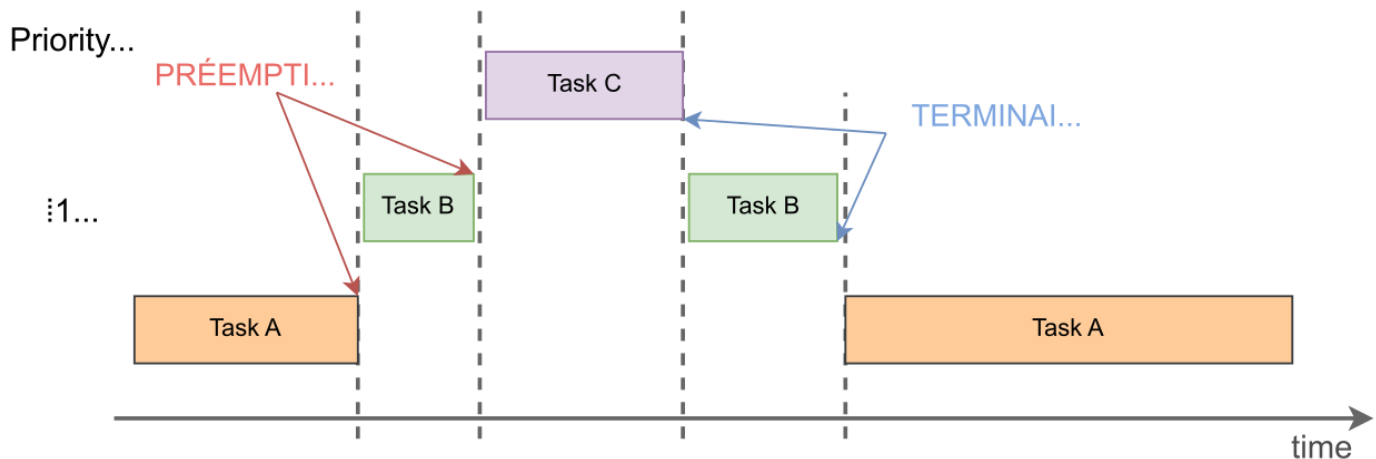 Priority...
PRÉEMPTI...
Task C
TERMINAI...
Task B
Task B
⁞1...
Task A
Task A
time